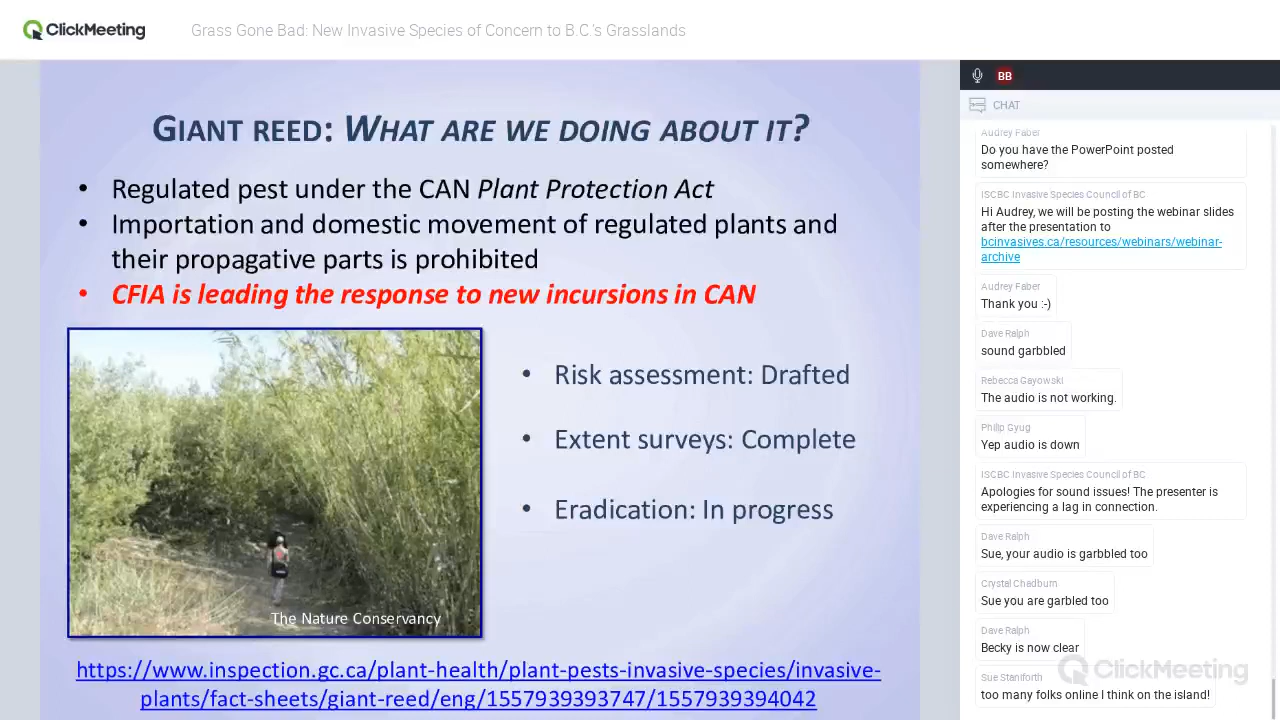 ClickMeeting
Grass Gone Bad: New Invasive Species of Concern to B.C.'s Grasslands
GIANT REED: WHAT ARE WE DOING ABOUT IT?
• Regulated pest under the CAN Plant Protection Act
• Importation and domestic movement of regulated plants and
their propagative parts is prohibited
• CFIA is leading the response to new incursions in CAN
• Risk assessment: Drafted
• Extent surveys: Complete
• Eradication: In progress
The Nature Conservancy
https://www.inspection.gc.ca/plant-health/plant-pests-invasive-species/invasive-
plants/fact-sheets/giant-reed/eng/1557939393747/1557939394042
BB
CHAT
Audrey Faber
Do you have the PowerPoint posted
somewhere?
ISCBC Invasive Species Council of BC
Hi Audrey, we will be posting the webinar slides
after the presentation to
bcinvasives.ca/resources/webinars/webinar-
archive
Audrey Faber
Thank you :-)
Dave Ralph
sound garbbled
Rebecca Gayowski
The audio is not working.
Philip Gyug
Yep audio is down
ISCBC Invasive Species Council of BC
Apologies for sound issues! The presenter is
experiencing a lag in connection.
Dave Ralph
Sue, your audio is garbbled too
Crystal Chadburn
Sue you are garbled too
Dave Ralph
Becky is now clear
Sue Staniforth
too many folks online I think on the island!
ClickMeeting